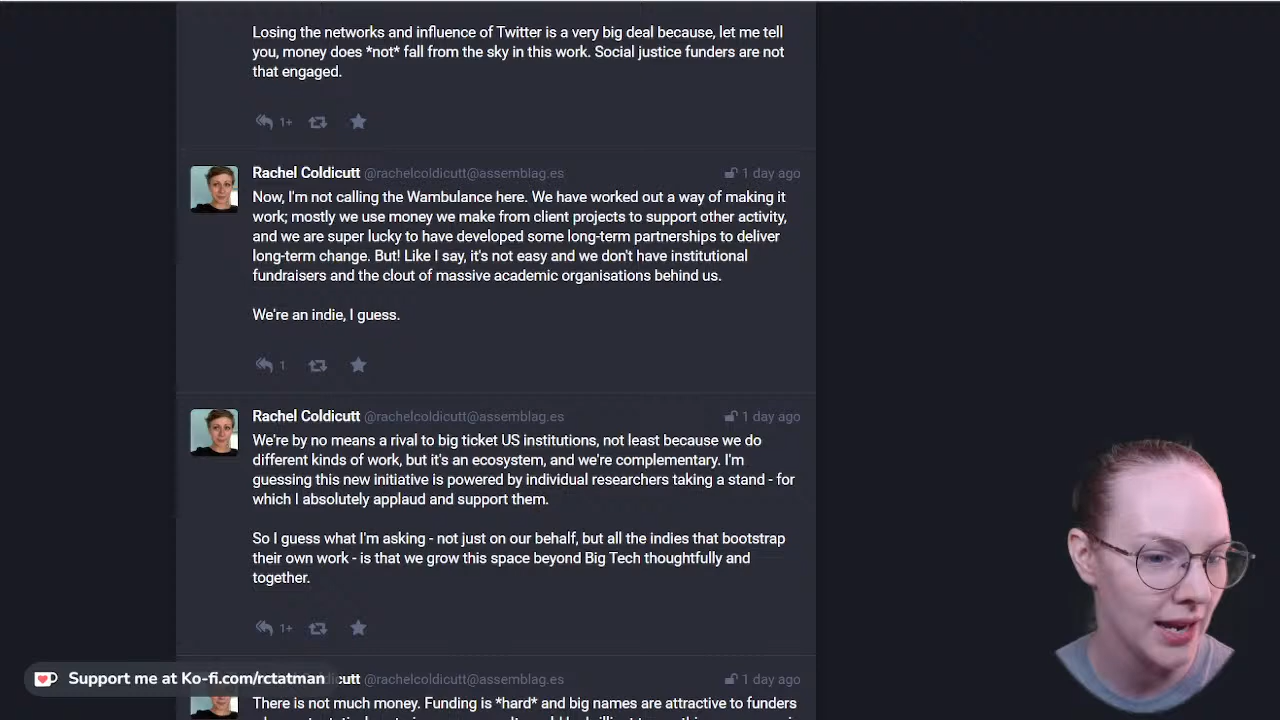 Losing the networks and influence of Twitter is a very big deal because, let me tell
you, money does *not* fall from the sky in this work. Social justice funders are not
that engaged.
1+
Rachel Coldicutt @rachelcoldicutt@assemblag.es 1 day ago
Now, I'm not calling the Wambulance here. We have worked out a way of making it
work; mostly we use money we make from client projects to support other activity,
and we are super lucky to have developed some long-term partnerships to deliver
long-term change. But! Like I say, it's not easy and we don't have institutional
fundraisers and the clout of massive academic organisations behind us.
We're an indie, I guess.
1
Rachel Coldicutt @rachelcoldicutt@assemblag.es 1 day ago
We're by no means a rival to big ticket US institutions, not least because we do
different kinds of work, but it's an ecosystem, and we're complementary. I'm
guessing this new initiative is powered by individual researchers taking a stand - for
which I absolutely applaud and support them.
So I guess what I'm asking - not just on our behalf, but all the indies that bootstrap
their own work - is that we grow this space beyond Big Tech thoughtfully and
together.
1+
Support me at Ko-fi.com/rctatman
@rachelcoldicutt@assemblag.es 1 day ago
There is not much money. Funding is *hard* and big names are attractive to funders